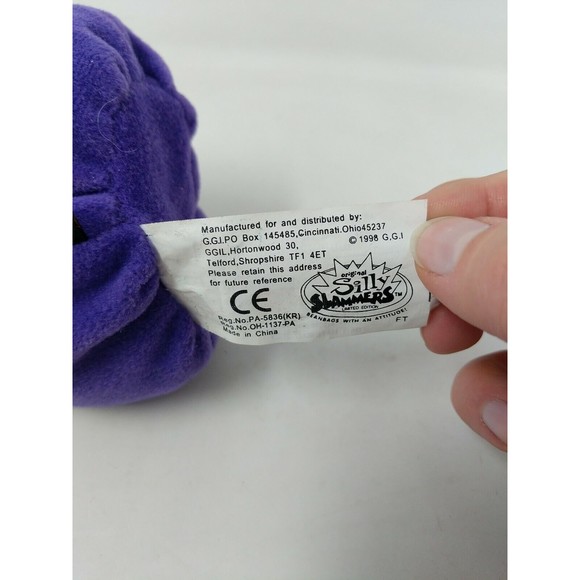 Manufactured for and distributed by:
G.G.I.PO Box 145485,Cincinnati.Ohio45237
GGIL,Hortonwood 30,
©1998 G.G.I
Telford,Shropshire TF1 4ET
Please retain this address
for future reference
CE
Reg.No.PA-5836(KR)
Reg.No.OH-1137-PA
Made in China
original
Silly
SLAMMERS™
LIMITED EDITION
BEANBAGS WITH AN ATTITUDE!
FT